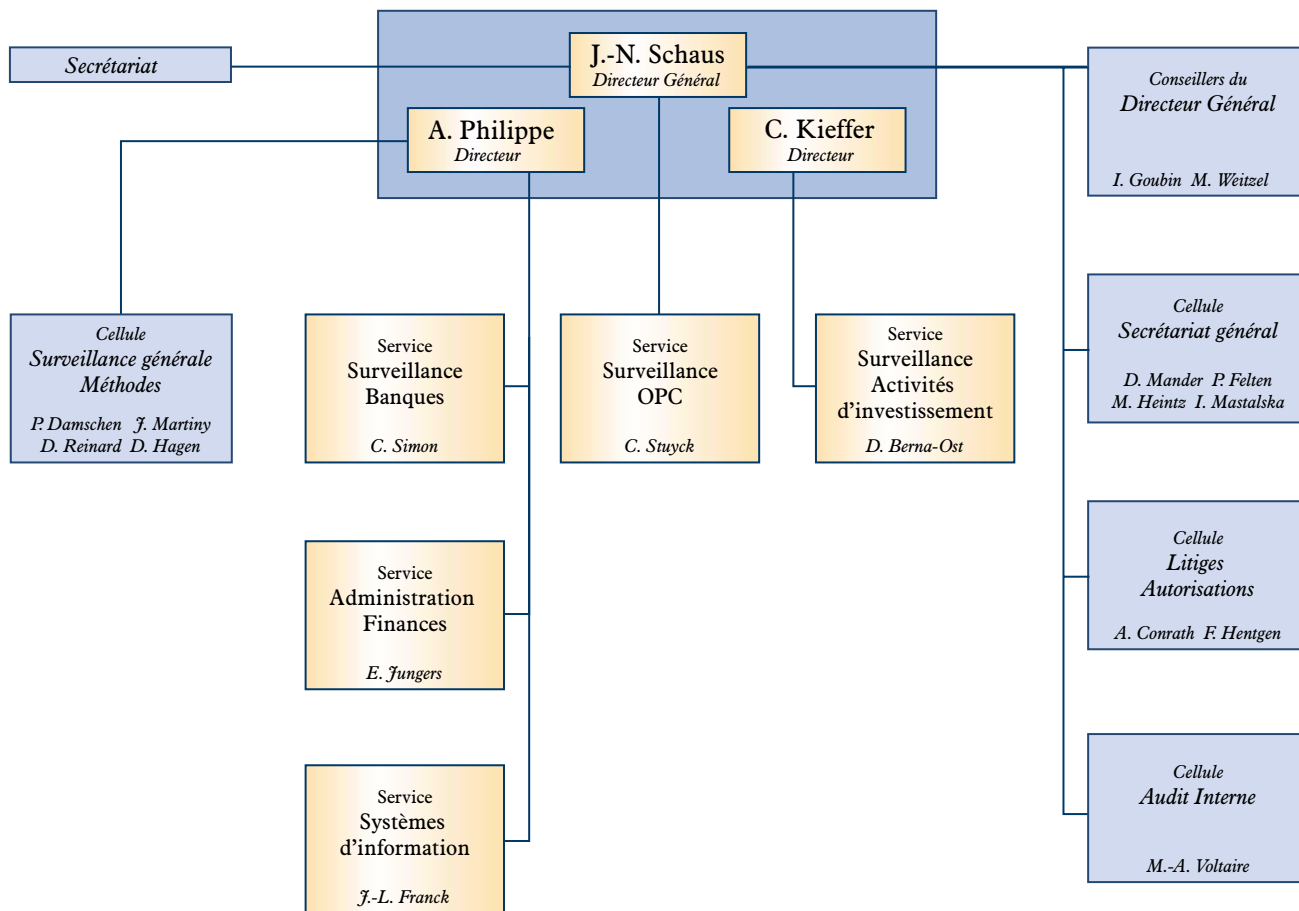 Secrétariat
J.-N. Schaus
Directeur Général
A. Philippe
Directeur
C. Kieffer
Directeur
Conseillers du
Directeur Général
I. Goubin M. Weitzel
Cellule
Surveillance générale
Méthodes
P. Damschen J. Martiny
D. Reinard D. Hagen
Service
Surveillance
Banques
C. Simon
Service
Surveillance
OPC
C. Stuyck
Service
Surveillance
Activités
d'investissement
D. Berna-Ost
Cellule
Secrétariat général
D. Mander P. Felten
M. Heintz I. Mastalska
Service
Administration
Finances
E. Jungers
Cellule
Litiges
Autorisations
A. Conrath F. Hentgen
Service
Systèmes
d'information
J.-L. Franck
Cellule
Audit Interne
M.-A. Voltaire